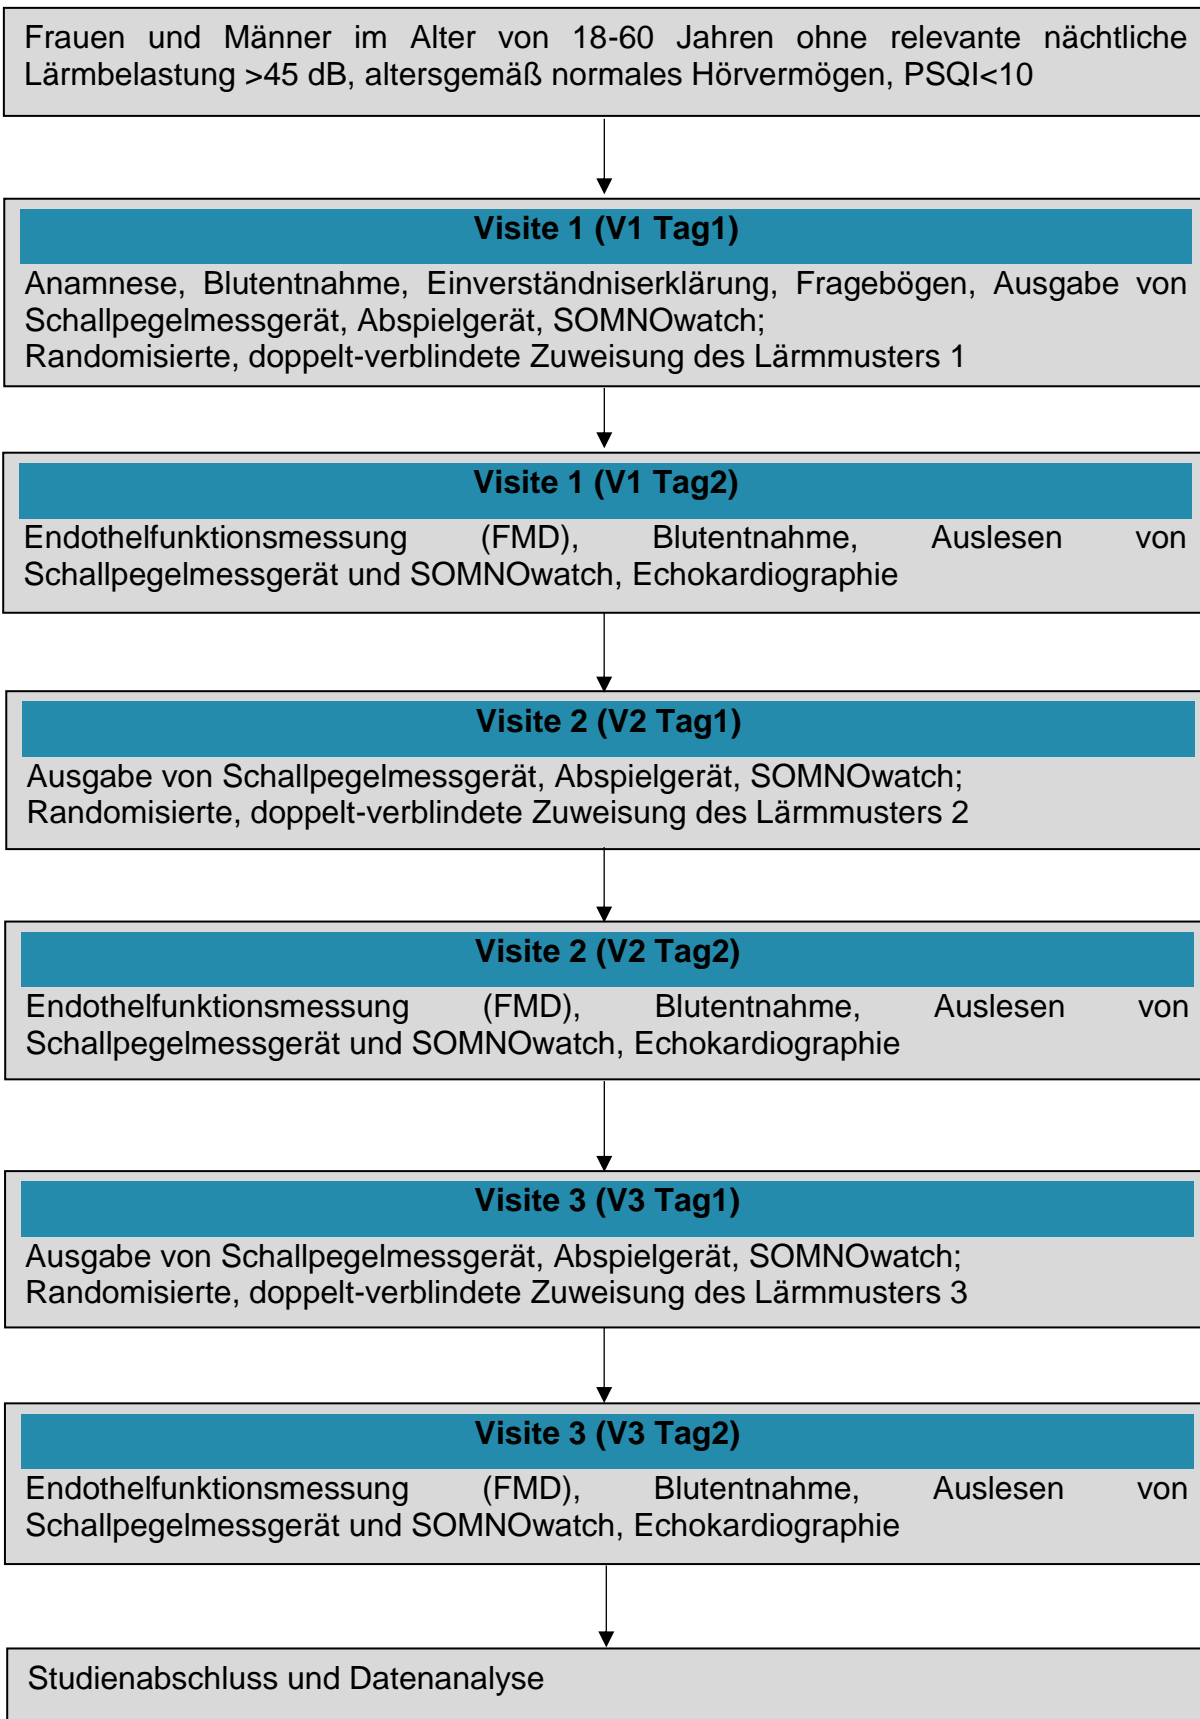 Frauen und Männer im Alter von 18-60 Jahren ohne relevante nächtliche
Lärmbelastung >45 dB, altersgemäß normales Hörvermögen, PSQI<10
Visite 1 (V1 Tag1)
Anamnese, Blutentnahme, Einverständniserklärung, Fragebögen, Ausgabe von
Schallpegelmessgerät, Abspielgerät, SOMNOwatch;
Randomisierte, doppelt-verblindete Zuweisung des Lärmmusters 1
Visite 1 (V1 Tag2)
Endothelfunktionsmessung (FMD), Blutentnahme, Auslesen von
Schallpegelmessgerät und SOMNOwatch, Echokardiographie
Visite 2 (V2 Tag1)
Ausgabe von Schallpegelmessgerät, Abspielgerät, SOMNOwatch;
Randomisierte, doppelt-verblindete Zuweisung des Lärmmusters 2
Visite 2 (V2 Tag2)
Endothelfunktionsmessung (FMD), Blutentnahme, Auslesen von
Schallpegelmessgerät und SOMNOwatch, Echokardiographie
Visite 3 (V3 Tag1)
Ausgabe von Schallpegelmessgerät, Abspielgerät, SOMNOwatch;
Randomisierte, doppelt-verblindete Zuweisung des Lärmmusters 3
Visite 3 (V3 Tag2)
Endothelfunktionsmessung (FMD), Blutentnahme, Auslesen von
Schallpegelmessgerät und SOMNOwatch, Echokardiographie
Studienabschluss und Datenanalyse